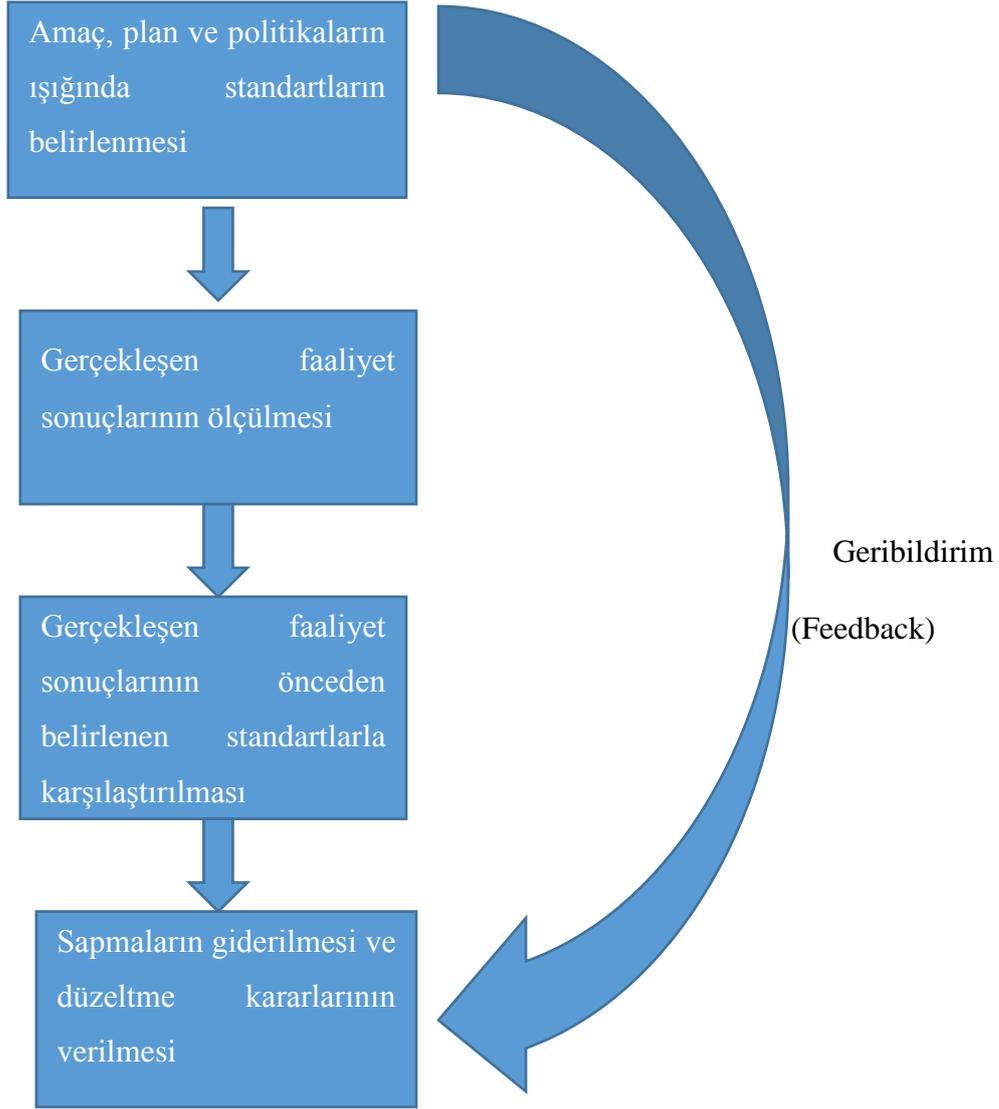 Amaç, plan ve politikaların
ışığında standartların
belirlenmesi
Gerçekleşen faaliyet
sonuçlarının ölçülmesi
Geribildirim
(Feedback)
Gerçekleşen faaliyet
sonuçlarının önceden
belirlenen standartlarla
karşılaştırılması
Sapmaların giderilmesi ve
düzeltme kararlarının
verilmesi